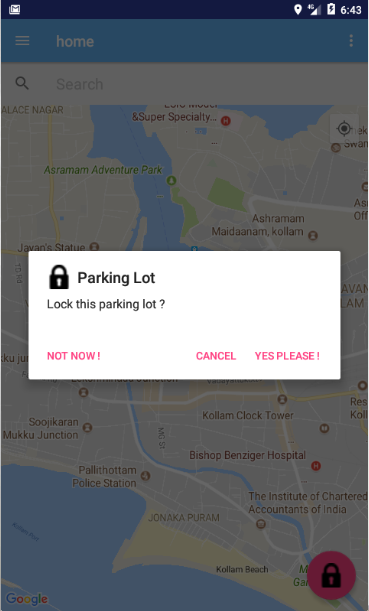 4G
6:43
home
Search
ALACE NAGAR
&Super Specialty...
...
Asramam Adventure Park
Ashramam
Maidaanam, kollam
Javan's Statue
NOT NOW !
Parking Lot
Lock this parking lot ?
CANCEL
YES PLEASE !
Kollam Clock Tower
Soojikaran
Mukku Junction
Bishop Benziger Hospital
Pallithottam
Police Station
The Institute of Chartered
Accountants of India
JONAKA PURAM
Kollam Beach
Google